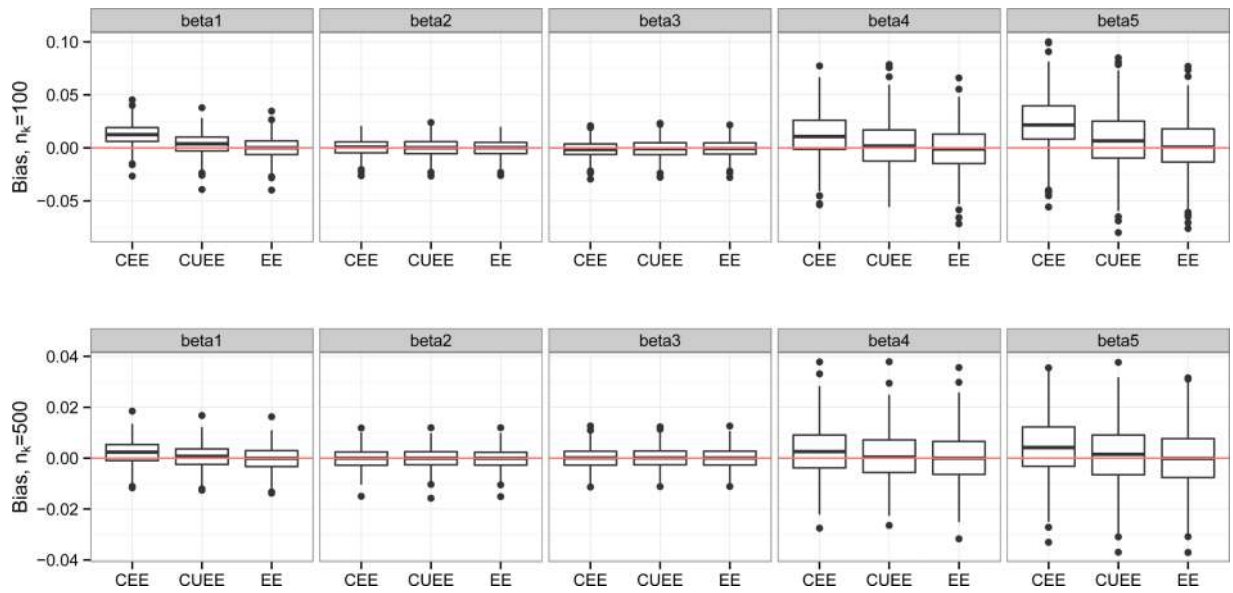 beta1 beta2 beta3 beta4 beta5
Bias, nk=100
0.10
0.05
0.00
−0.05
CEE CUEE EE CEE CUEE EE CEE CUEE EE CEE CUEE EE CEE CUEE EE
beta1 beta2 beta3 beta4 beta5
Bias, nk=500
0.04
0.02
0.00
−0.02
−0.04
CEE CUEE EE CEE CUEE EE CEE CUEE EE CEE CUEE EE CEE CUEE EE